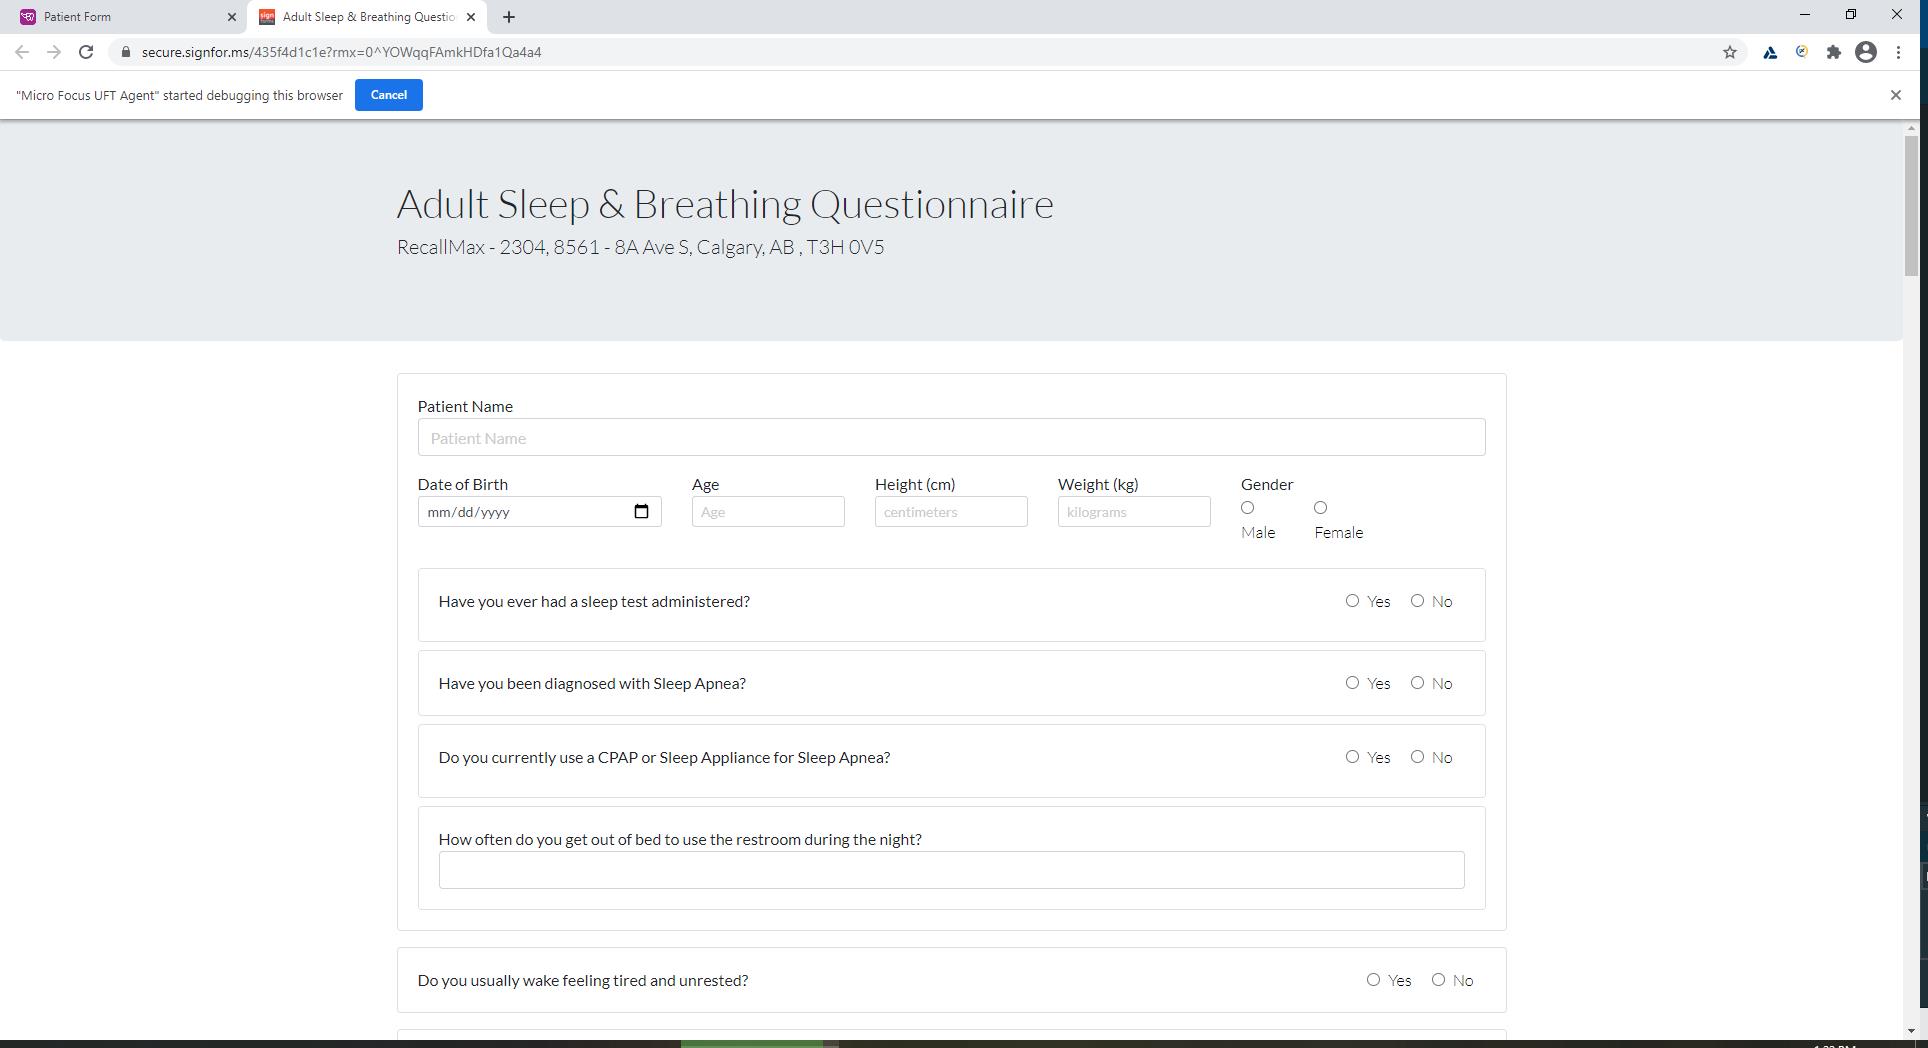 Patient Form
sign
Adult Sleep & Breathing Questio
secure.signfor.ms/435f4d1c1e?rmx=0^YOWqqFAmkHDfa1Qa4a4
"Micro Focus UFT Agent" started debugging this browser
Cancel
Adult Sleep & Breathing Questionnaire
RecallMax - 2304, 8561 - 8A Ave S, Calgary, AB , T3H 0V5
Patient Name
Patient Name
Date of Birth Age Height (cm) Weight (kg) Gender
mm/dd/yyyy Age centimeters kilograms
Male Female
Have you ever had a sleep test administered? Yes No
Have you been diagnosed with Sleep Apnea? Yes No
Do you currently use a CPAP or Sleep Appliance for Sleep Apnea? Yes No
How often do you get out of bed to use the restroom during the night?
Do you usually wake feeling tired and unrested? Yes No